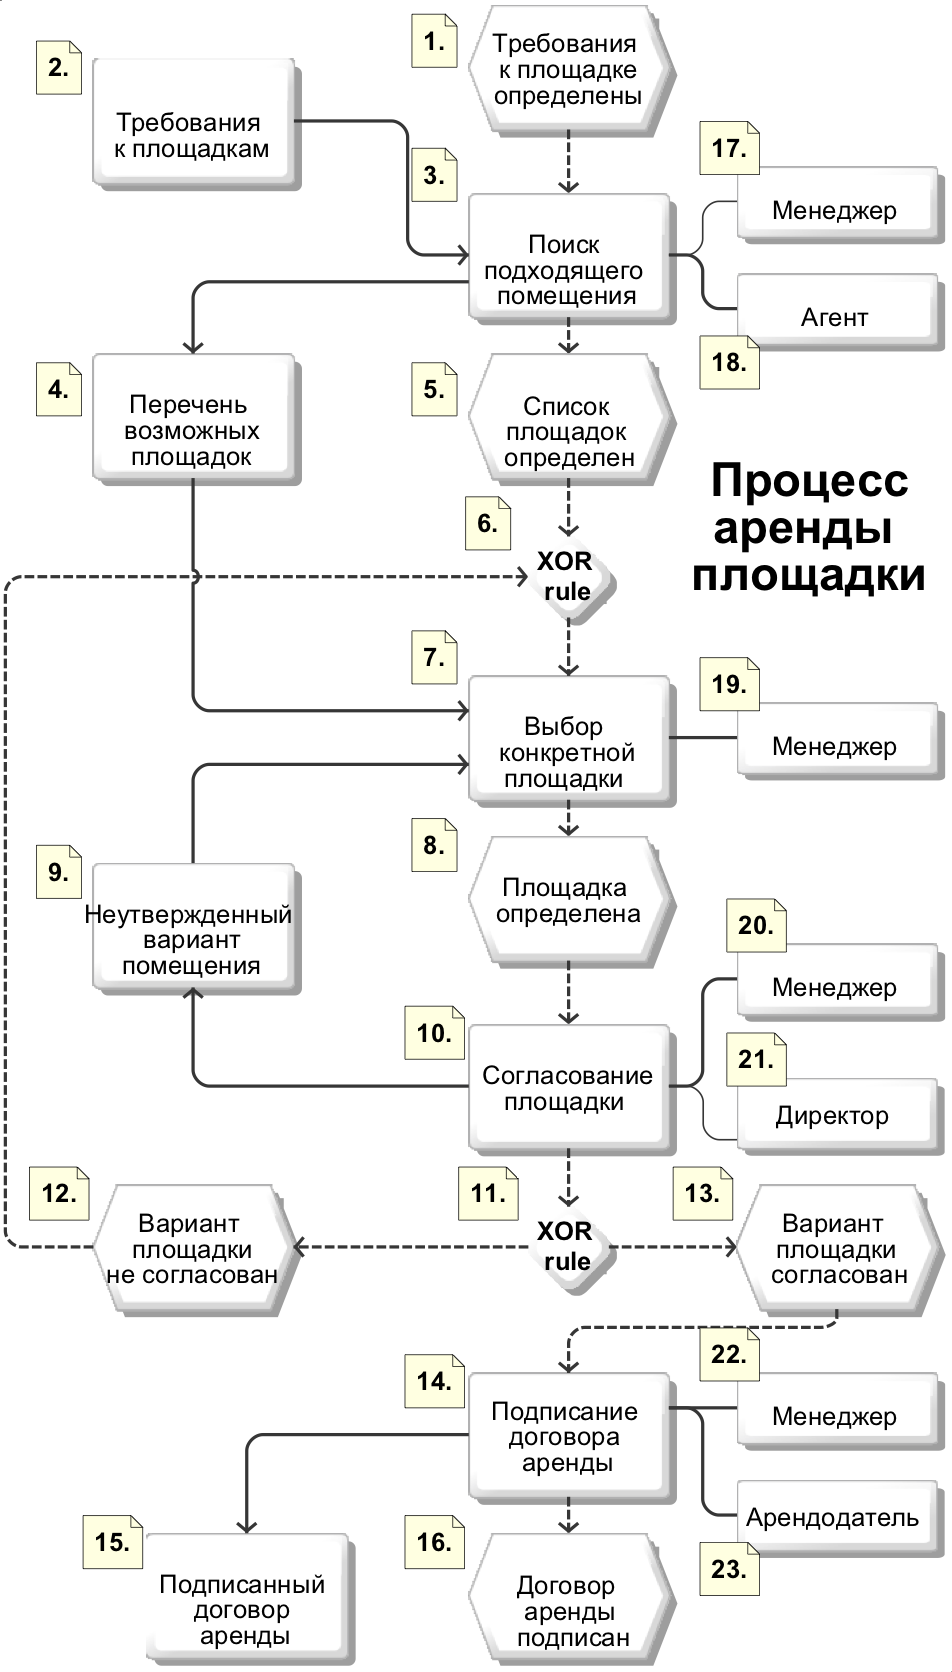 1.
Требования
к площадке
определены
2.
Требования
к площадкам
3.
Поиск
подходящего
помещения
17.
Менеджер
Агент
18.
4.
Перечень
возможных
площадок
5.
Список
площадок
определен
Процесс
аренды
площадки
6.
XOR
rule
7.
Выбор
конкретной
площадки
19.
Менеджер
8.
Площадка
определена
9.
Неутвержденный
вариант
помещения
20.
Менеджер
10.
Согласование
площадки
21.
Директор
11.
XOR
rule
12.
Вариант
площадки
не согласован
13.
Вариант
площадки
согласован
14.
Подписание
договора
аренды
22.
Менеджер
Арендодатель
23.
15.
Подписанный
договор
аренды
16.
Договор
аренды
подписан